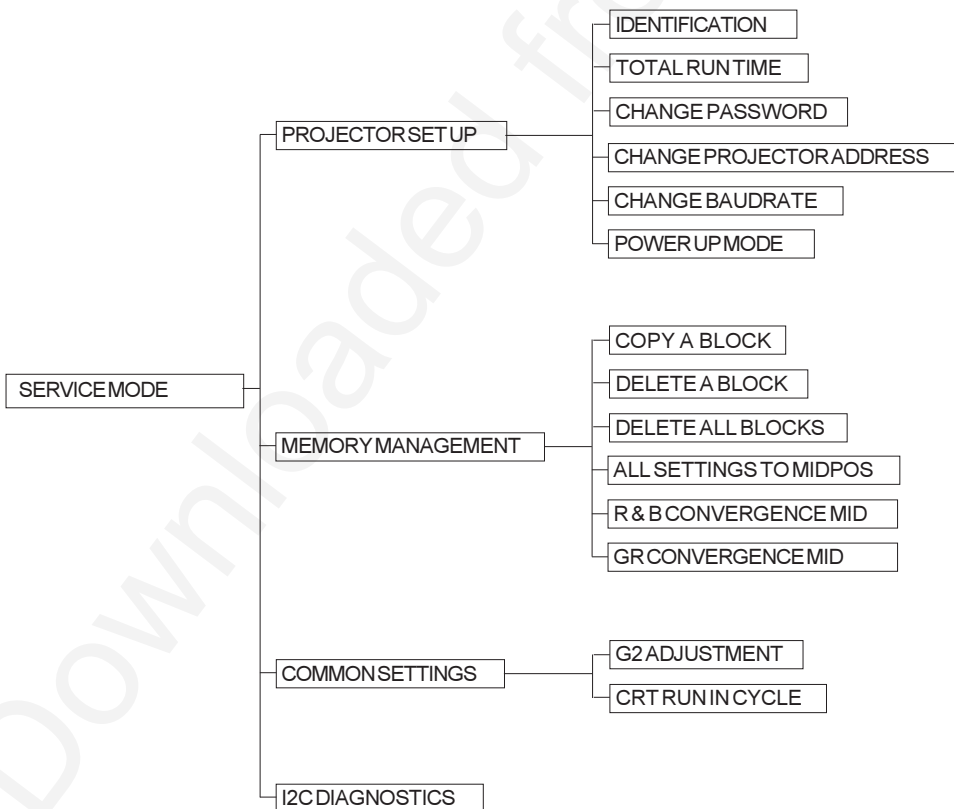 IDENTIFICATION
TOTAL RUN TIME
PROJECTOR SET UP
CHANGE PASSWORD
CHANGE PROJECTOR ADDRESS
CHANGE BAUDRATE
POWER UP MODE
SERVICE MODE
MEMORY MANAGEMENT
COPY A BLOCK
DELETE A BLOCK
DELETE ALL BLOCKS
ALL SETTINGS TO MIDPOS
R & B CONVERGENCE MID
GR CONVERGENCE MID
COMMON SETTINGS
G2 ADJUSTMENT
CRT RUN IN CYCLE
I2C DIAGNOSTICS
Downloaded fr